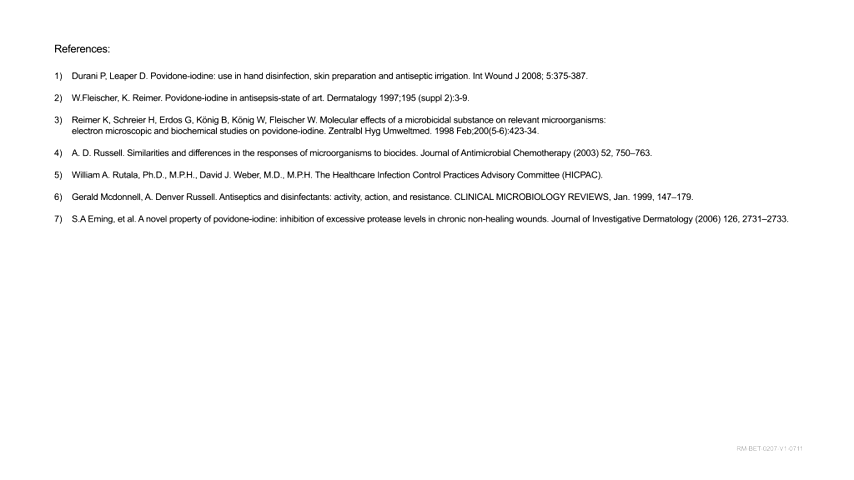 References:
1) Durani P, Leaper D. Povidone-iodine: use in hand disinfection, skin preparation and antiseptic irrigation. Int Wound J 2008; 5:375-387.
2) W.Fleischer, K. Reimer. Povidone-iodine in antisepsis-state of art. Dermatalogy 1997;195 (suppl 2):3-9.
3) Reimer K, Schreier H, Erdos G, König B, König W, Fleischer W. Molecular effects of a microbicidal substance on relevant microorganisms:
electron microscopic and biochemical studies on povidone-iodine. Zentralbl Hyg Umweltmed. 1998 Feb;200(5-6):423-34.
4) A. D. Russell. Similarities and differences in the responses of microorganisms to biocides. Journal of Antimicrobial Chemotherapy (2003) 52, 750–763.
5) William A. Rutala, Ph.D., M.P.H., David J. Weber, M.D., M.P.H. The Healthcare Infection Control Practices Advisory Committee (HICPAC).
6) Gerald Mcdonnell, A. Denver Russell. Antiseptics and disinfectants: activity, action, and resistance. CLINICAL MICROBIOLOGY REVIEWS, Jan. 1999, 147–179.
7) S.A Eming, et al. A novel property of povidone-iodine: inhibition of excessive protease levels in chronic non-healing wounds. Journal of Investigative Dermatology (2006) 126, 2731–2733.